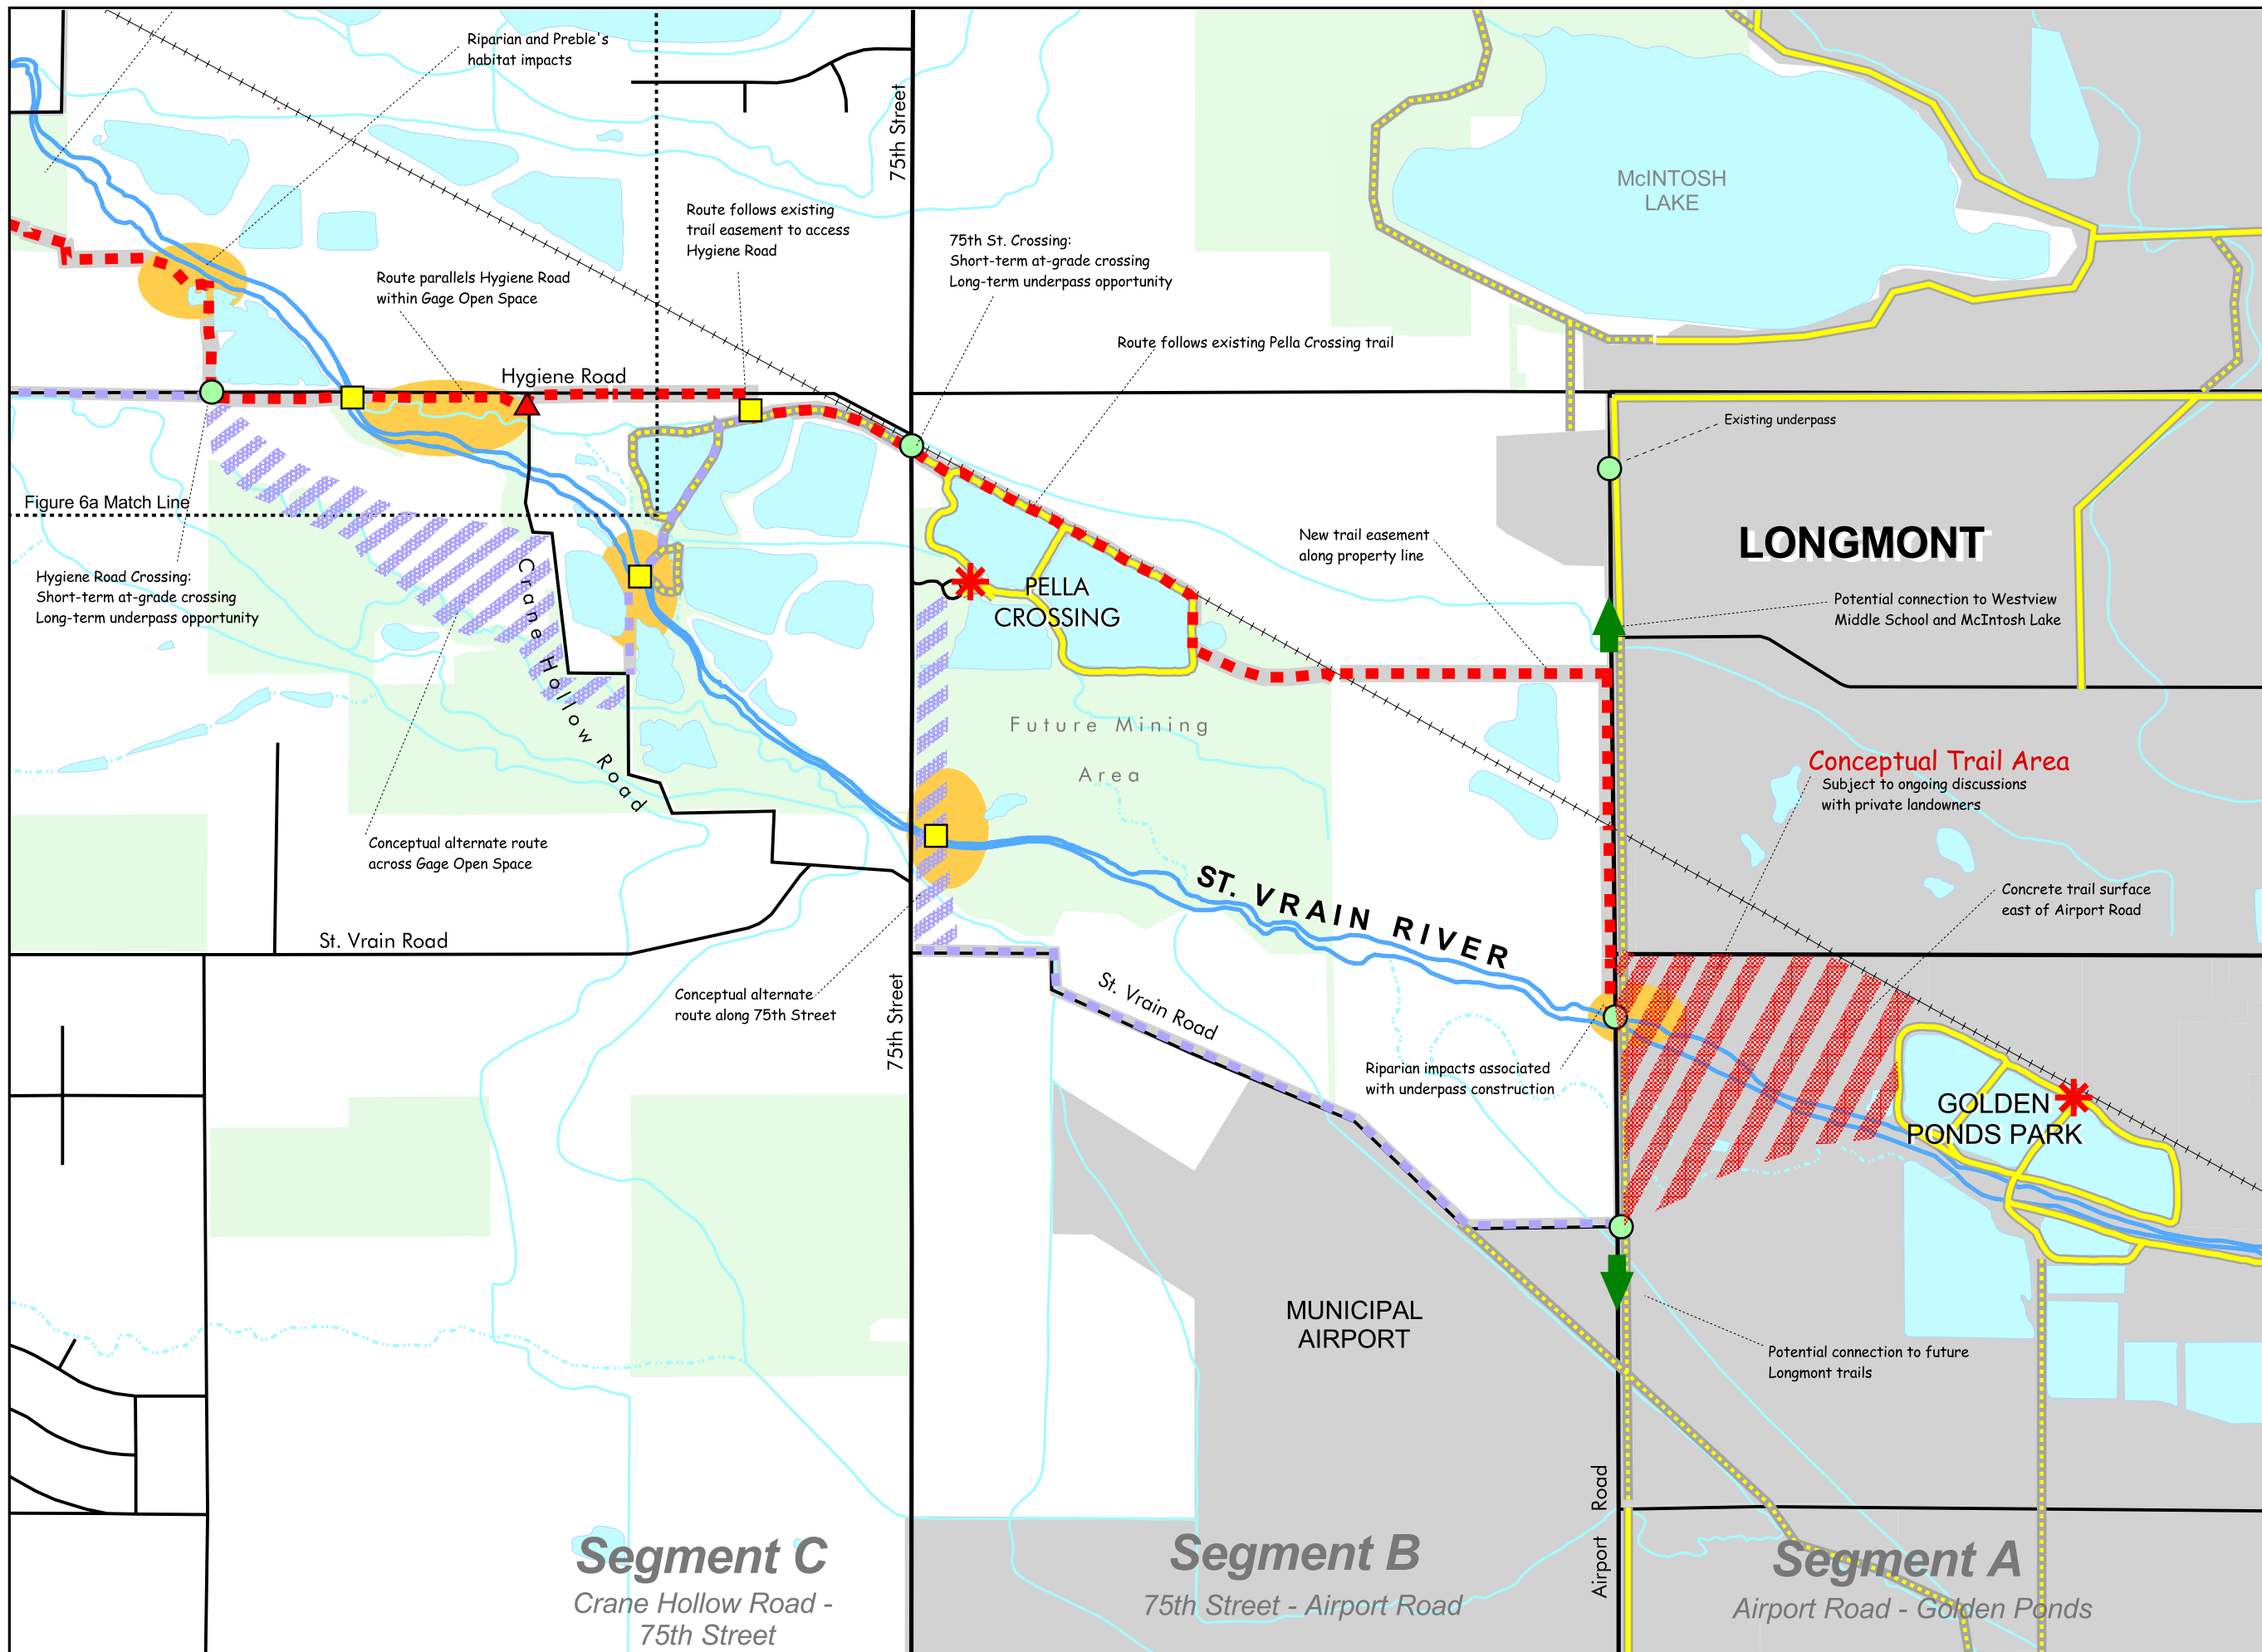 Riparian and Preble's
habitat impacts
75th Street
Route follows existing
trail easement to access
Hygiene Road
75th St. Crossing:
Short-term at-grade crossing
Long-term underpass opportunity
McINTOSH
LAKE
Route parallels Hygiene Road
within Gage Open Space
Route follows existing Pella Crossing trail
Hygiene Road
Existing underpass
Figure 6a Match Line
New trail easement
along property line
LONGMONT
Hygiene Road Crossing:
Short-term at-grade crossing
Long-term underpass opportunity
Crane Hollow Road
PELLA
CROSSING
Potential connection to Westview
Middle School and McIntosh Lake
Future Mining
Area
Conceptual Trail Area
Subject to ongoing discussions
with private landowners
Conceptual alternate route
across Gage Open Space
ST. VRAIN RIVER
Concrete trail surface
east of Airport Road
St. Vrain Road
Conceptual alternate
route along 75th Street
75th Street
St. Vrain Road
Riparian impacts associated
with underpass construction
GOLDEN
PONDS PARK
MUNICIPAL
AIRPORT
Potential connection to future
Longmont trails
Airport Road
Segment C
Crane Hollow Road -
75th Street
Segment B
75th Street - Airport Road
Segment A
Airport Road - Golden Ponds